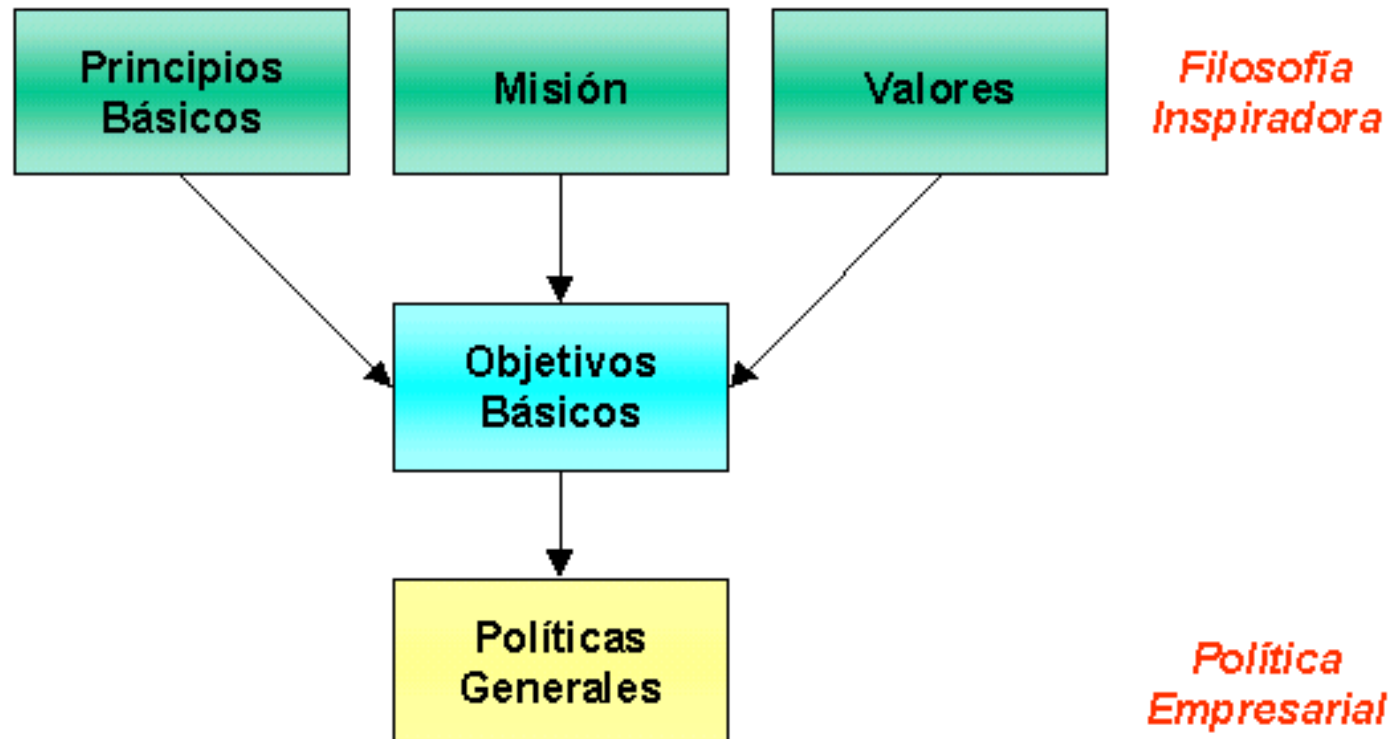 Principios
Básicos
Misión
Valores
Filosofía
Inspiradora
Objetivos
Básicos
Políticas
Generales
Política
Empresarial